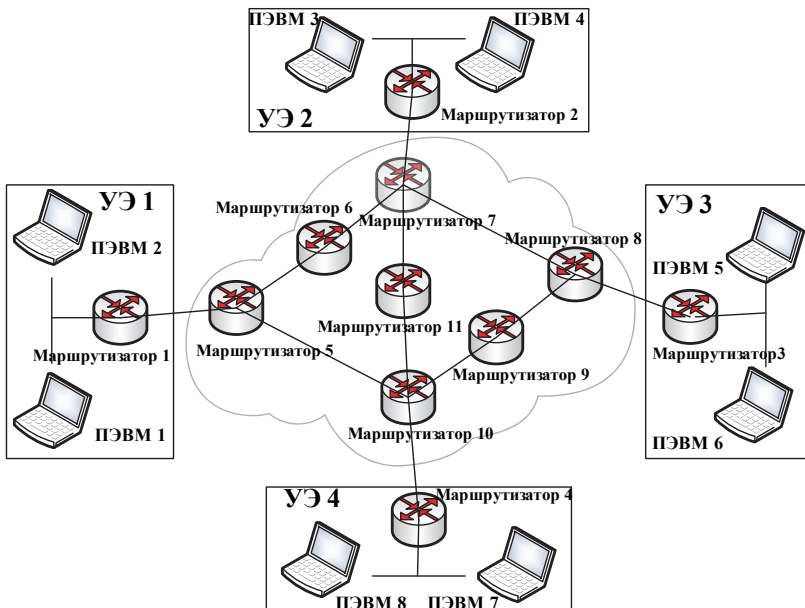 ПЭВМ 3
ПЭВМ 4
УЭ 2
Маршрутизатор 2
УЭ 1
ПЭВМ 2
Маршрутизатор 1
ПЭВМ 1
Маршрутизатор 6
Маршрутизатор 7
Маршрутизатор 8
Маршрутизатор 5
Маршрутизатор 11
Маршрутизатор 9
Маршрутизатор 10
УЭ 3
ПЭВМ 5
Маршрутизатор3
ПЭВМ 6
УЭ 4
Маршрутизатор 4
ПЭВМ 8
ПЭВМ 7